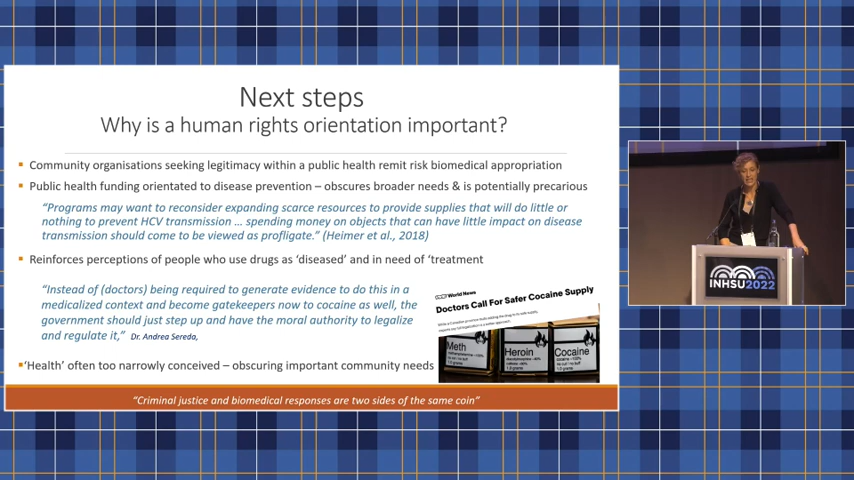 Next steps
Why is a human rights orientation important?
▪ Community organisations seeking legitimacy within a public health remit risk biomedical appropriation
▪ Public health funding orientated to disease prevention – obscures broader needs & is potentially precarious
“Programs may want to reconsider expanding scarce resources to provide supplies that will do little or
nothing to prevent HCV transmission ... spending money on objects that can have little impact on disease
transmission should come to be viewed as profligate.” (Heimer et al., 2018)
▪ Reinforces perceptions of people who use drugs as ‘diseased’ and in need of ‘treatment
“Instead of (doctors) being required to generate evidence to do this in a
medicalized context and become gatekeepers now to cocaine as well, the
government should just step up and have the moral authority to legalize
and regulate it,” Dr. Andrea Sereda,
World News
Doctors Call For Safer Cocaine Supply
Meth
Heroin
Cocaine
▪‘Health’ often too narrowly conceived – obscuring important community needs
“Criminal justice and biomedical responses are two sides of the same coin”
INHSU2022